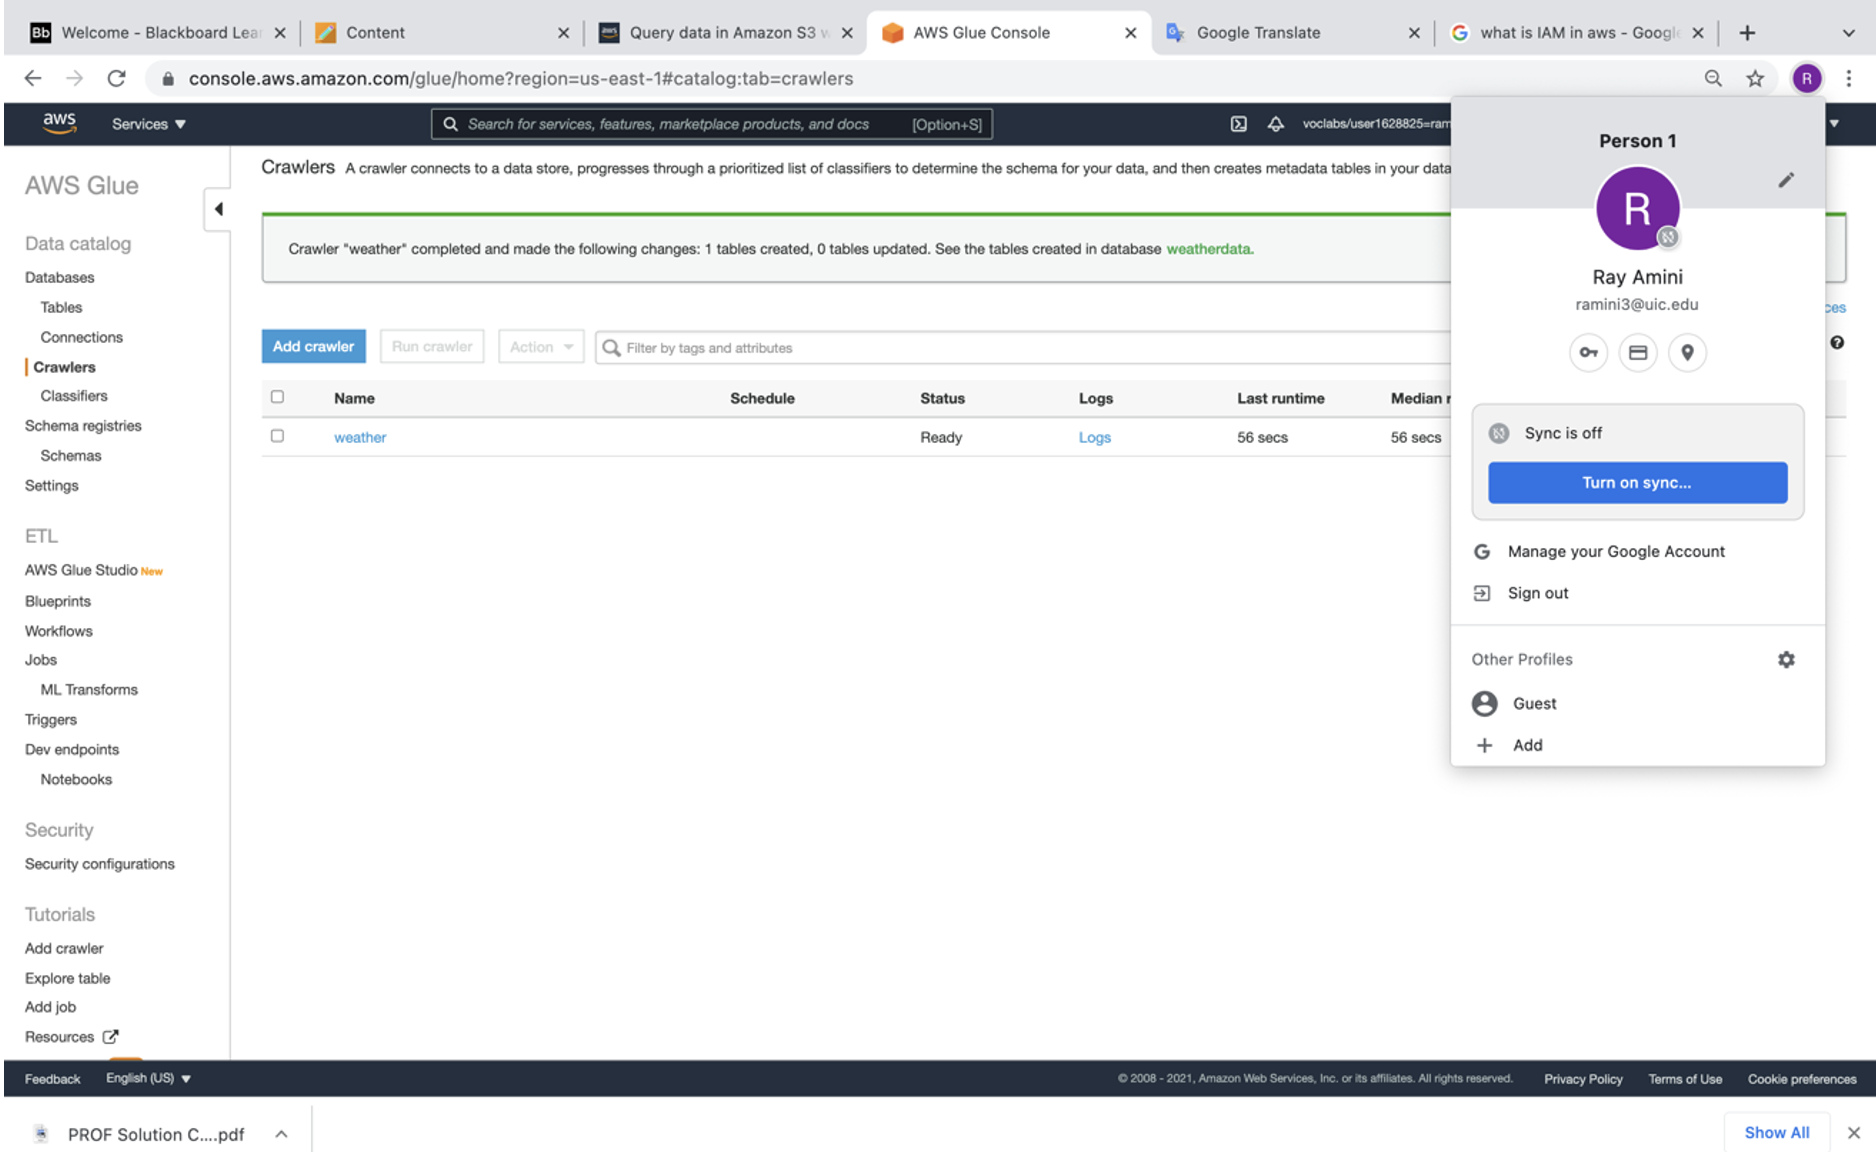 Bb Welcome - Blackboard Lea
Content
Query data in Amazon S3 w
AWS Glue Console
Google Translate
what is IAM in aws - Google
console.aws.amazon.com/glue/home?region=us-east-1#catalog:tab=crawlers
R
aws
Services
Search for services, features, marketplace products, and docs [Option+S]
voclabs/user1628825=ram
AWS Glue
Data catalog
Databases
Tables
Connections
Crawlers
Classifiers
Schema registries
Schemas
Settings
ETL
AWS Glue Studio New
Blueprints
Workflows
Jobs
ML Transforms
Triggers
Dev endpoints
Notebooks
Security
Security configurations
Tutorials
Add crawler
Explore table
Add job
Resources
Crawlers A crawler connects to a data store, progresses through a prioritized list of classifiers to determine the schema for your data, and then creates metadata tables in your data
Crawler "weather" completed and made the following changes: 1 tables created, 0 tables updated. See the tables created in database weatherdata.
ces
Add crawler Run crawler Action Filter by tags and attributes
Name Schedule Status Logs Last runtime Median r
weather Ready Logs 56 secs 56 secs
Person 1
R
Ray Amini
ramini3@uic.edu
Sync is off
Turn on sync...
G Manage your Google Account
Sign out
Other Profiles
Guest
Add
Feedback English (US) © 2008 - 2021, Amazon Web Services, Inc. or its affiliates. All rights reserved. Privacy Policy Terms of Use Cookie preferences
PROF Solution C....pdf
Show All